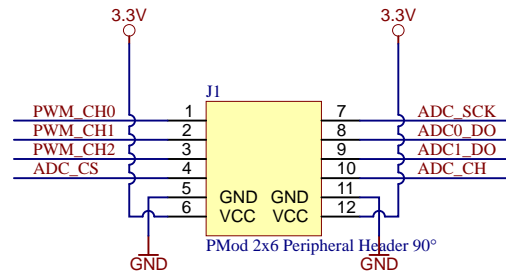 3.3V 3.3V
J1
PWM_CH0 1 7 ADC_SCK
PWM_CH1 2 8 ADC0_DO
PWM_CH2 3 9 ADC1_DO
ADC_CS 4 10 ADC_CH
5 GND GND 11
6 VCC VCC 12
PMod 2x6 Peripheral Header 90°
GND GND